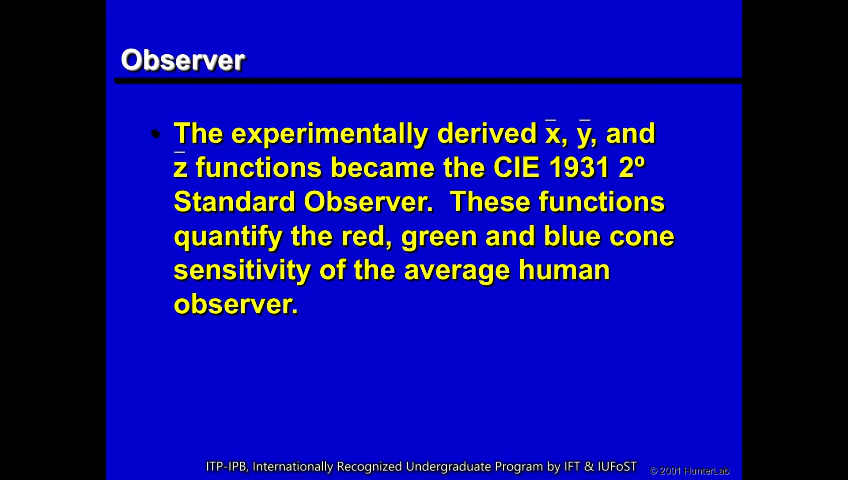 Observer
• The experimentally derived x̄, ȳ, and
z̄ functions became the CIE 1931 2º
Standard Observer.  These functions
quantify the red, green and blue cone
sensitivity of the average human
observer.
ITP-IPB, Internationally Recognized Undergraduate Program by IFT & IUFoST
© 2001 HunterLab